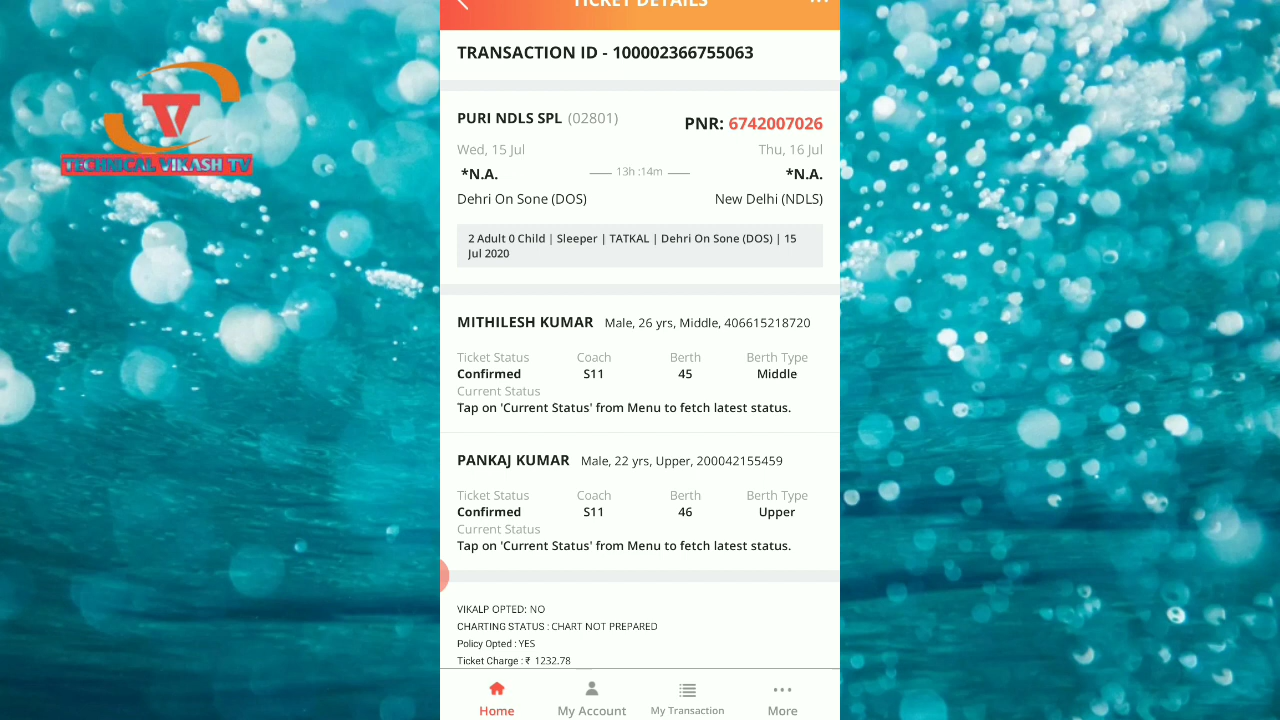 TICKET DETAILS
TRANSACTION ID - 100002366755063
PURI NDLS SPL (02801)
PNR: 6742007026
Wed, 15 Jul
Thu, 16 Jul
*N.A.
13h :14m
*N.A.
Dehri On Sone (DOS)
New Delhi (NDLS)
2 Adult 0 Child | Sleeper | TATKAL | Dehri On Sone (DOS) | 15
Jul 2020
MITHILESH KUMAR Male, 26 yrs, Middle, 406615218720
Ticket Status Coach Berth Berth Type
Confirmed S11 45 Middle
Current Status
Tap on 'Current Status' from Menu to fetch latest status.
PANKAJ KUMAR Male, 22 yrs, Upper, 200042155459
Ticket Status Coach Berth Berth Type
Confirmed S11 46 Upper
Current Status
Tap on 'Current Status' from Menu to fetch latest status.
VIKALP OPTED: NO
CHARTING STATUS : CHART NOT PREPARED
Policy Opted : YES
Ticket Charge : ₹ 1232.78
Home My Account My Transaction More
TV
TECHNICAL VIKASH TV